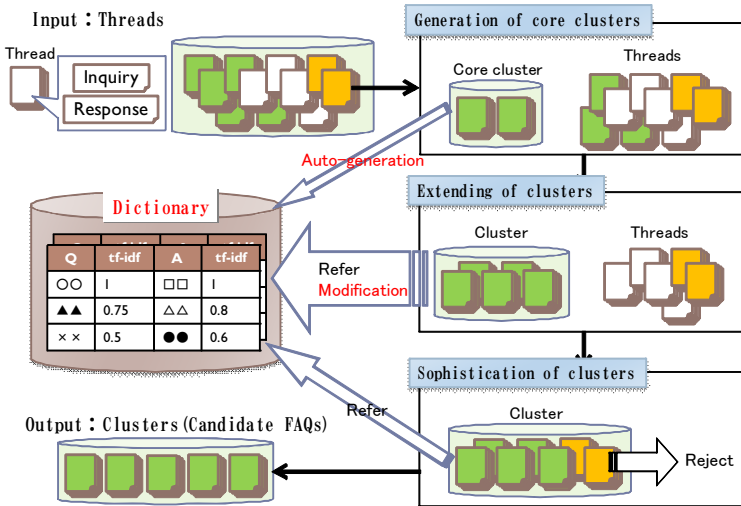 Input：Threads
Generation of core clusters
Thread
Inquiry
Response
Core cluster
Threads
Auto-generation
Extending of clusters
Dictionary
Cluster
Threads
Q tf-idf A tf-idf
○○ 1 □□ 1
▲▲ 0.75 △△ 0.8
×× 0.5 ●● 0.6
Refer
Modification
Sophistication of clusters
Refer
Output：Clusters(Candidate FAQs)
Cluster
Reject